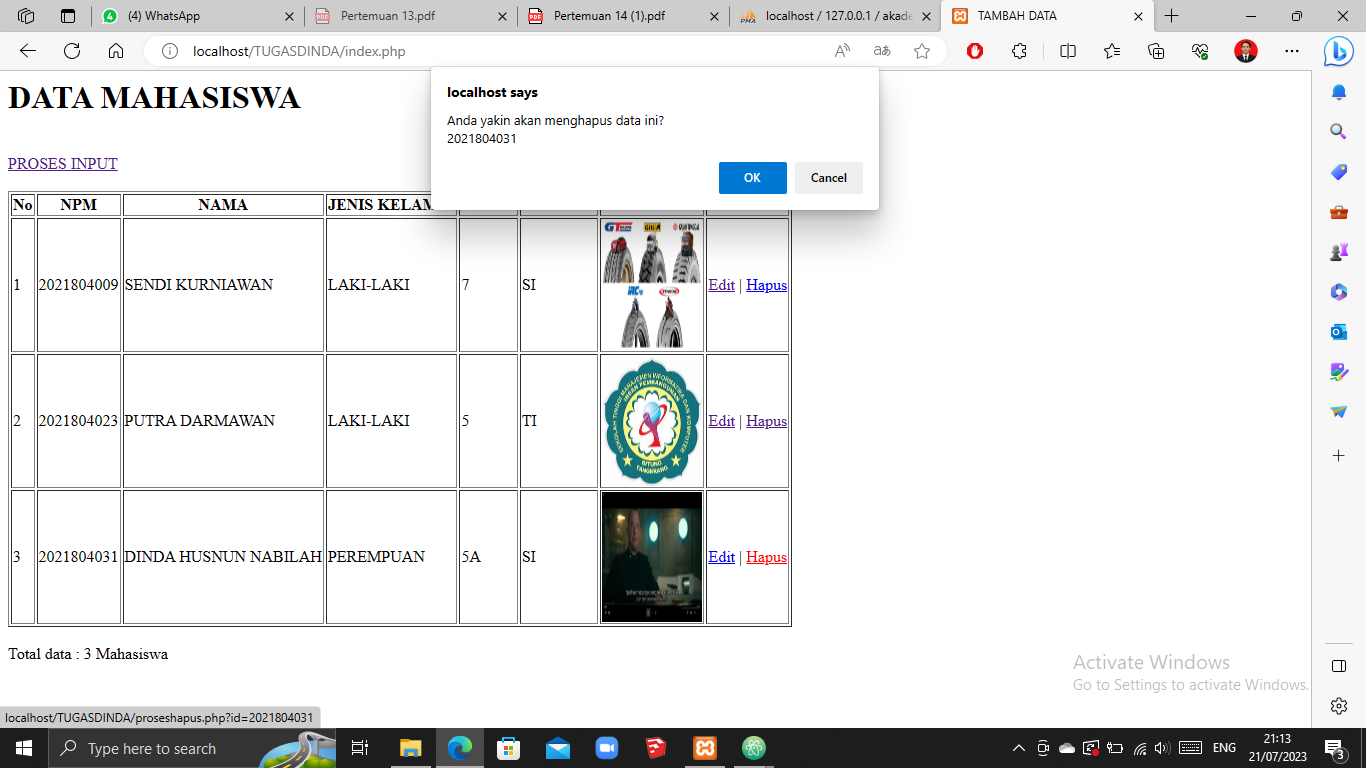 (4) WhatsApp
Pertemuan 13.pdf
Pertemuan 14 (1).pdf
localhost / 127.0.0.1 / akade
TAMBAH DATA
localhost/TUGASDINDA/index.php
localhost says
Anda yakin akan menghapus data ini?
2021804031
OK
Cancel
DATA MAHASISWA
PROSES INPUT
No NPM NAMA JENIS KELAM
1 2021804009 SENDI KURNIAWAN LAKI-LAKI 7 SI Edit | Hapus
2 2021804023 PUTRA DARMAWAN LAKI-LAKI 5 TI Edit | Hapus
3 2021804031 DINDA HUSNUN NABILAH PEREMPUAN 5A SI Edit | Hapus
Total data : 3 Mahasiswa
Activate Windows
Go to Settings to activate Windows.
localhost/TUGASDINDA/proseshapus.php?id=2021804031
Type here to search
ENG
21:13
21/07/2023
3